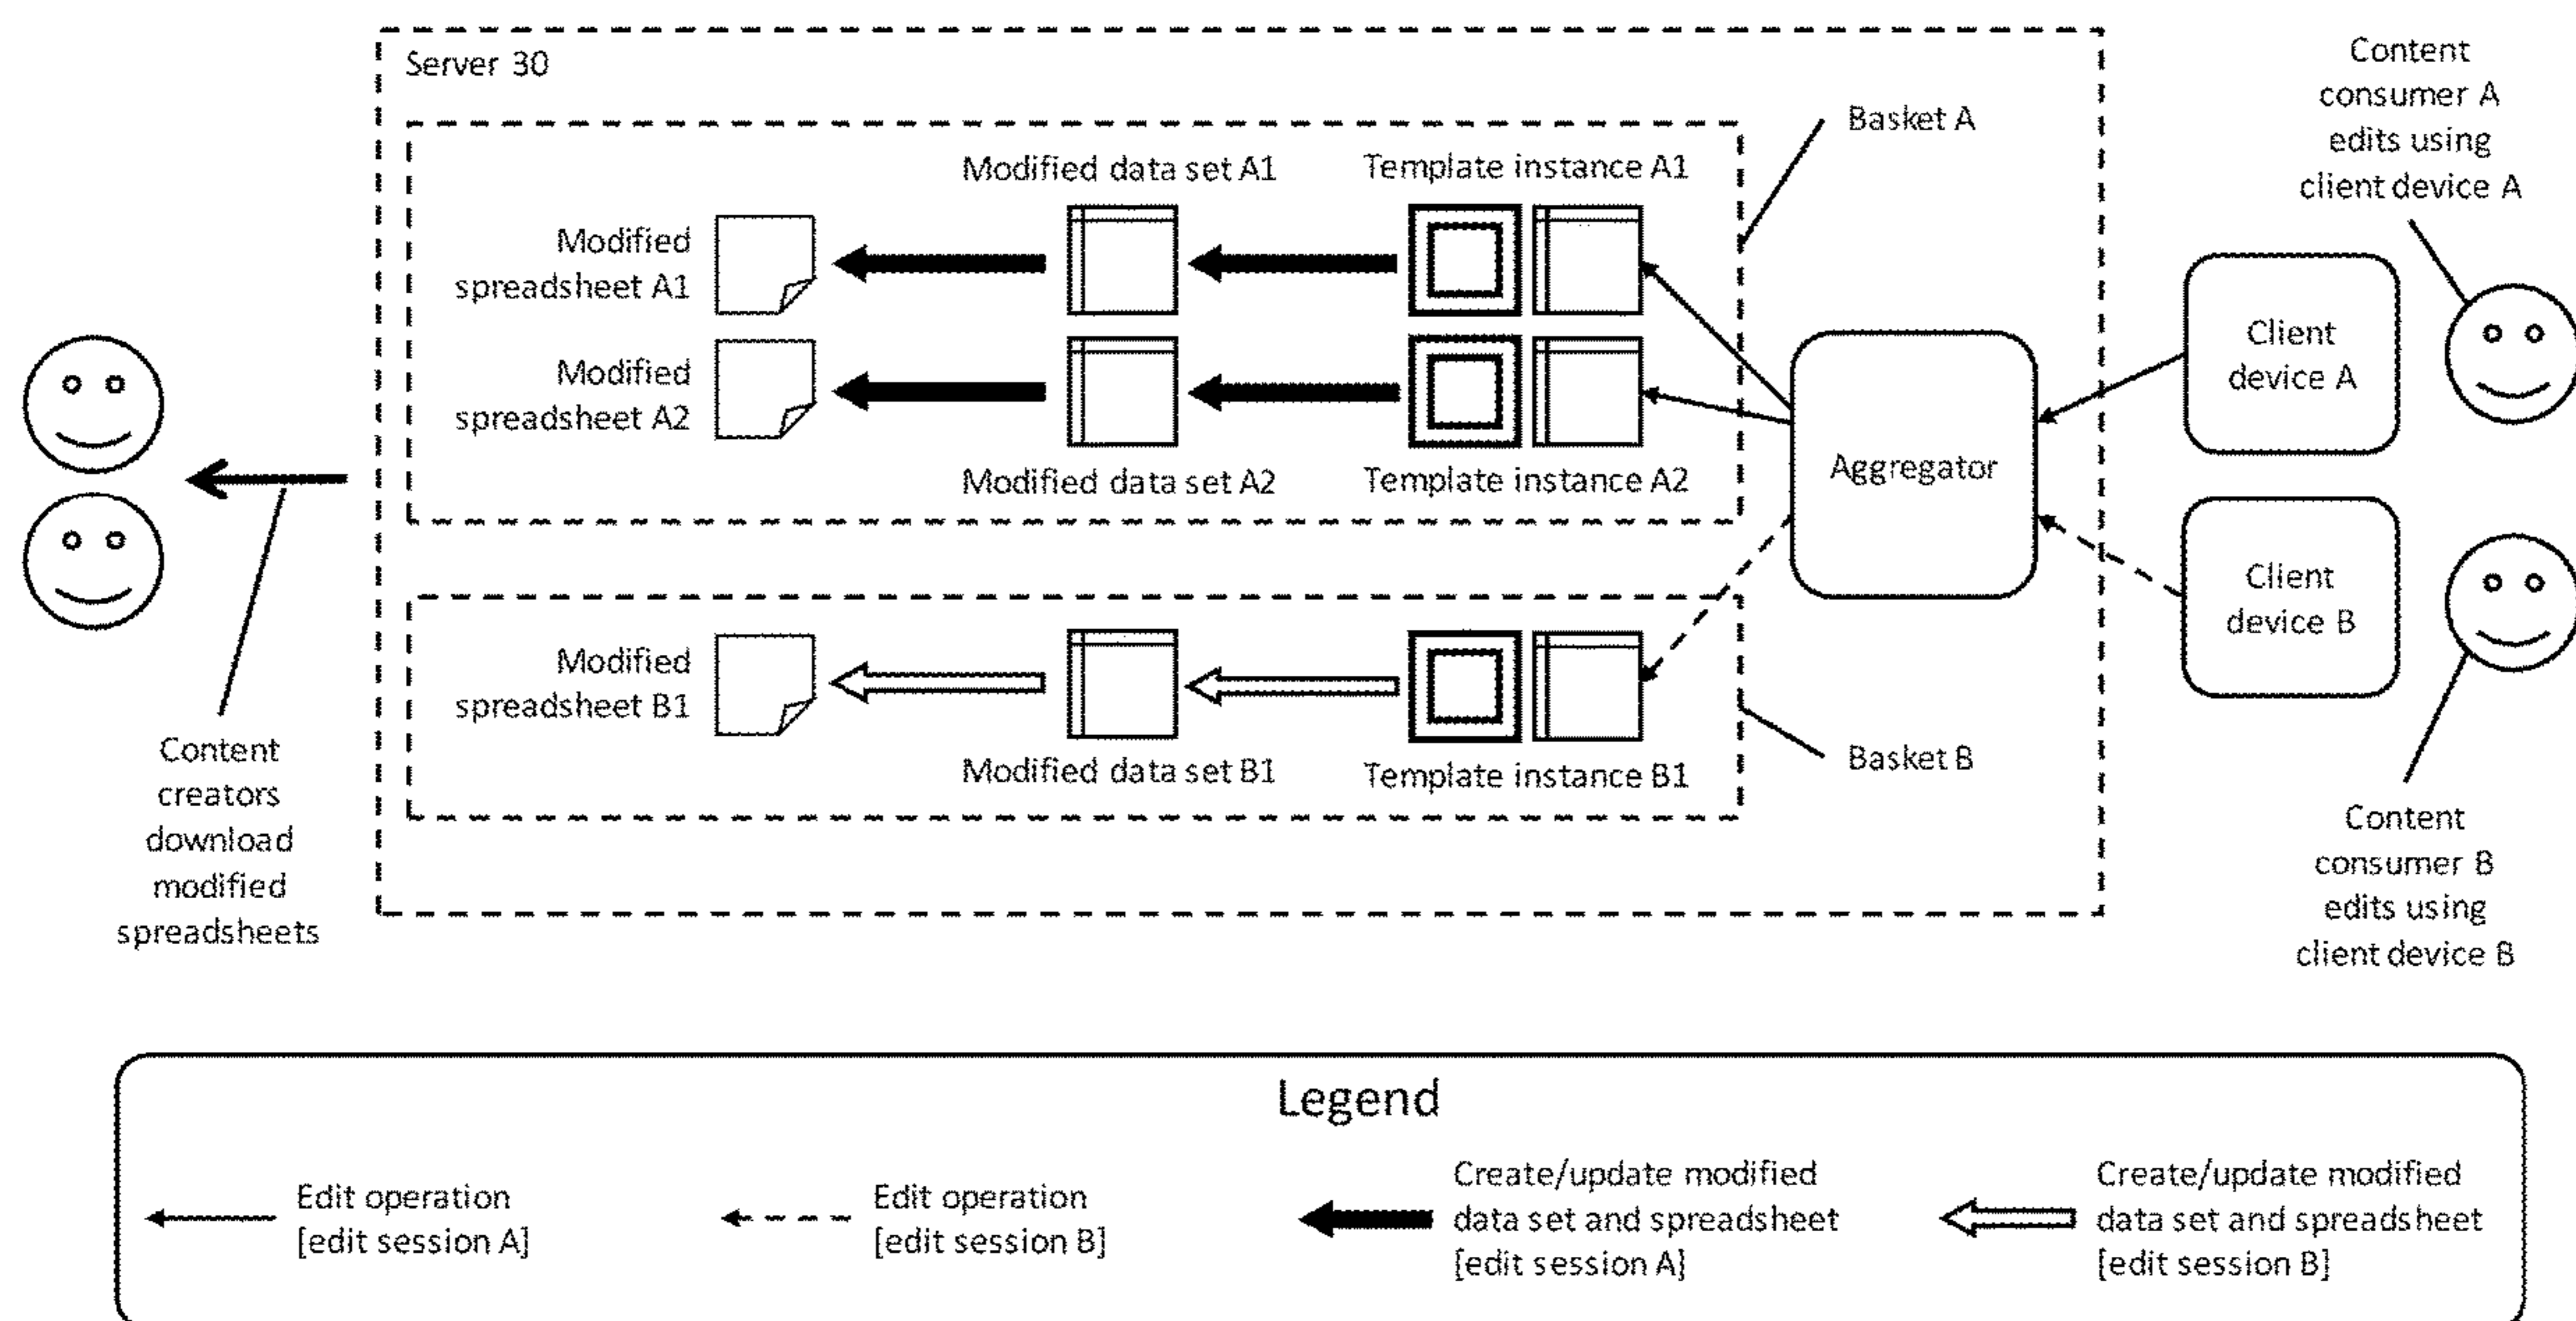 Server 30
Content
consumer A
edits using
client device A
Basket A
Modified data set A1
Template instance A1
Modified
spreadsheet A1
Client
device A
Modified
spreadsheet A2
Aggregator
Modified data set A2
Template instance A2
Client
device B
Modified
spreadsheet B1
Modified data set B1
Template instance B1
Basket B
Content
creators
download
modified
spreadsheets
Content
consumer B
edits using
client device B
Legend
Edit operation
[edit session A]
Edit operation
[edit session B]
Create/update modified
data set and spreadsheet
[edit session A]
Create/update modified
data set and spreadsheet
[edit session B]